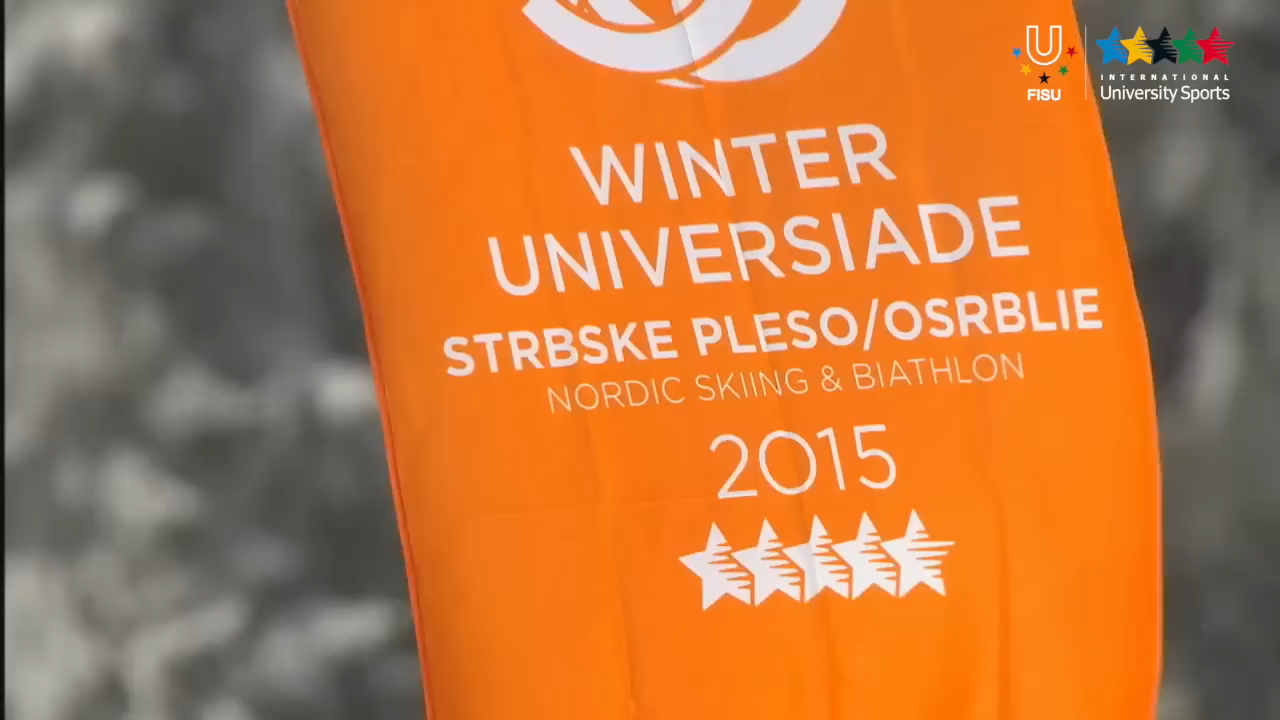 WINTER
UNIVERSIADE
STRBSKE PLESO/OSRBLIE
NORDIC SKIING & BIATHLON
2015
U
FISU
INTERNATIONAL
University Sports